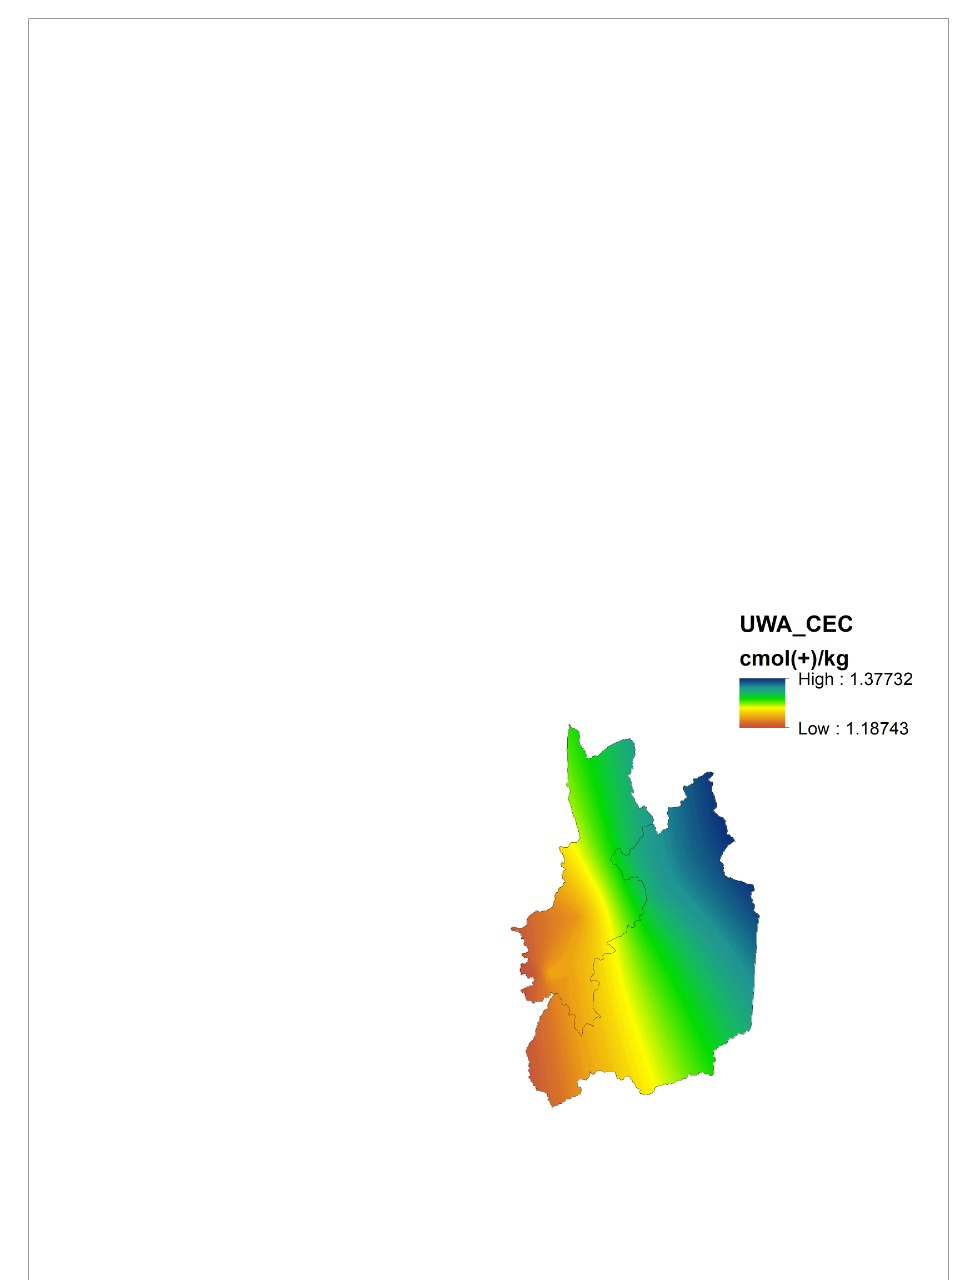 UWA_CEC
cmol(+)/kg
High : 1.37732
Low : 1.18743